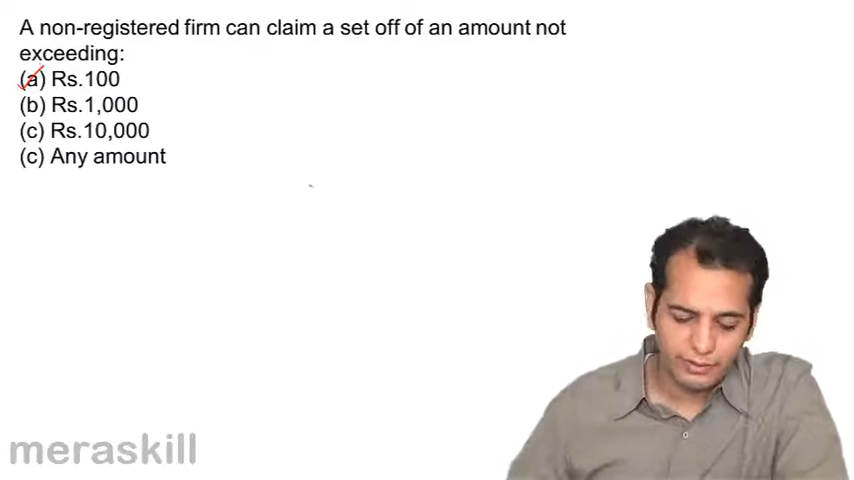 A non-registered firm can claim a set off of an amount not
exceeding:
(a) Rs.100
(b) Rs.1,000
(c) Rs.10,000
(c) Any amount
meraskill